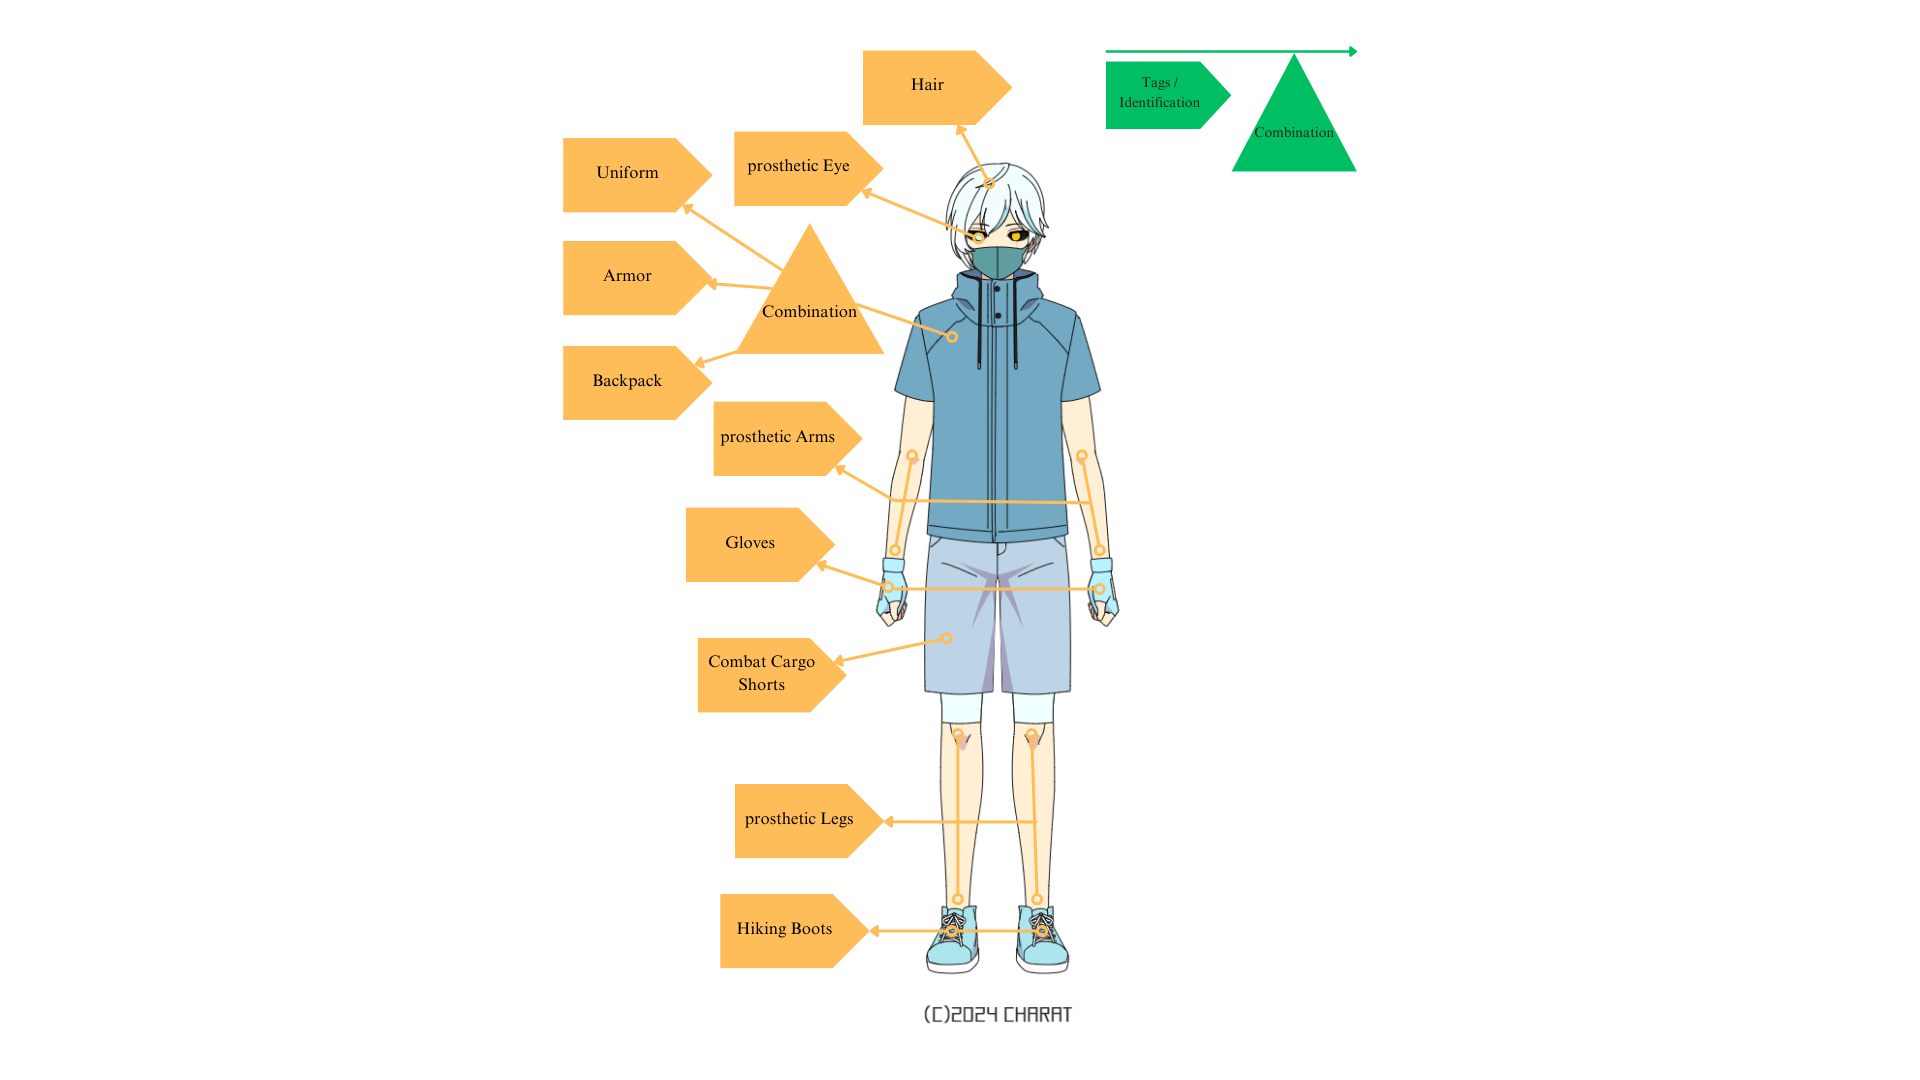 Hair
Tags /
Identification
Combination
Uniform
prosthetic Eye
Armor
Combination
Backpack
prosthetic Arms
Gloves
Combat Cargo
Shorts
prosthetic Legs
Hiking Boots
(C)2024 CHARAT